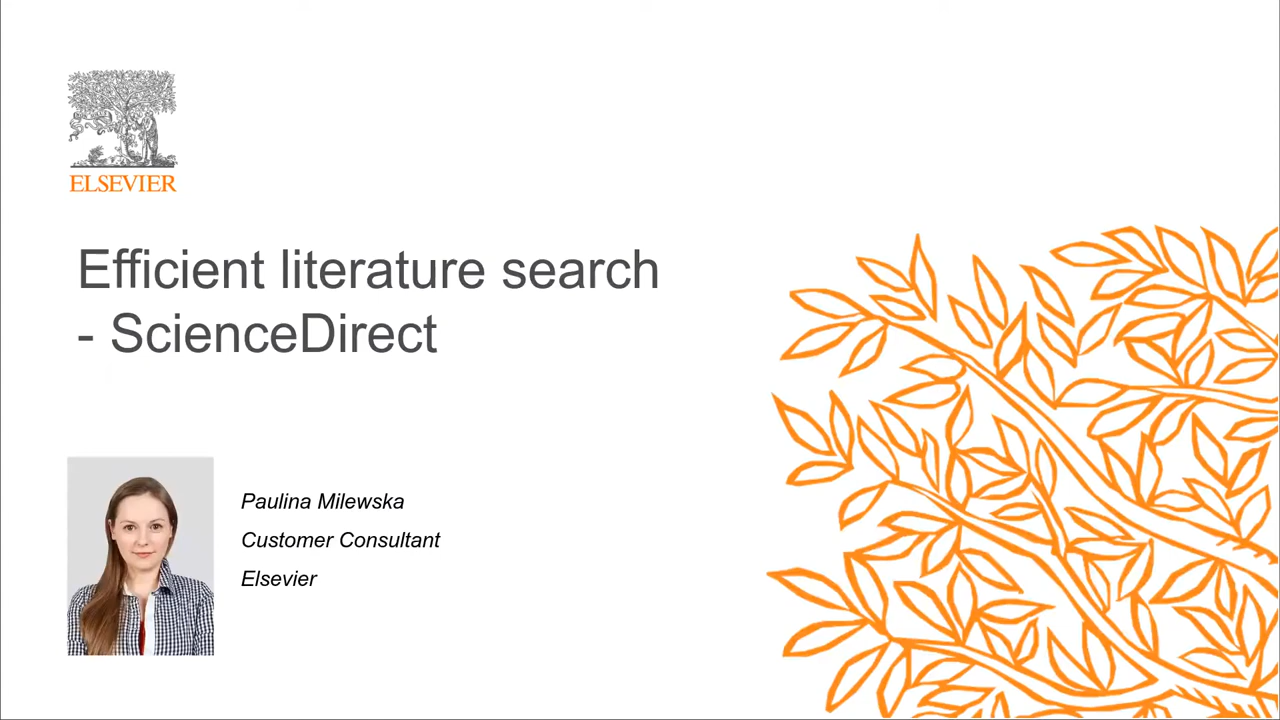 ELSEVIER
Efficient literature search
- ScienceDirect
Paulina Milewska
Customer Consultant
Elsevier